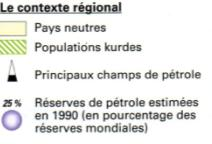 Le contexte régional
Pays neutres
Populations kurdes
Principaux champs de pétrole
25 % Réserves de pétrole estimées
en 1990 (en pourcentage des
réserves mondiales)